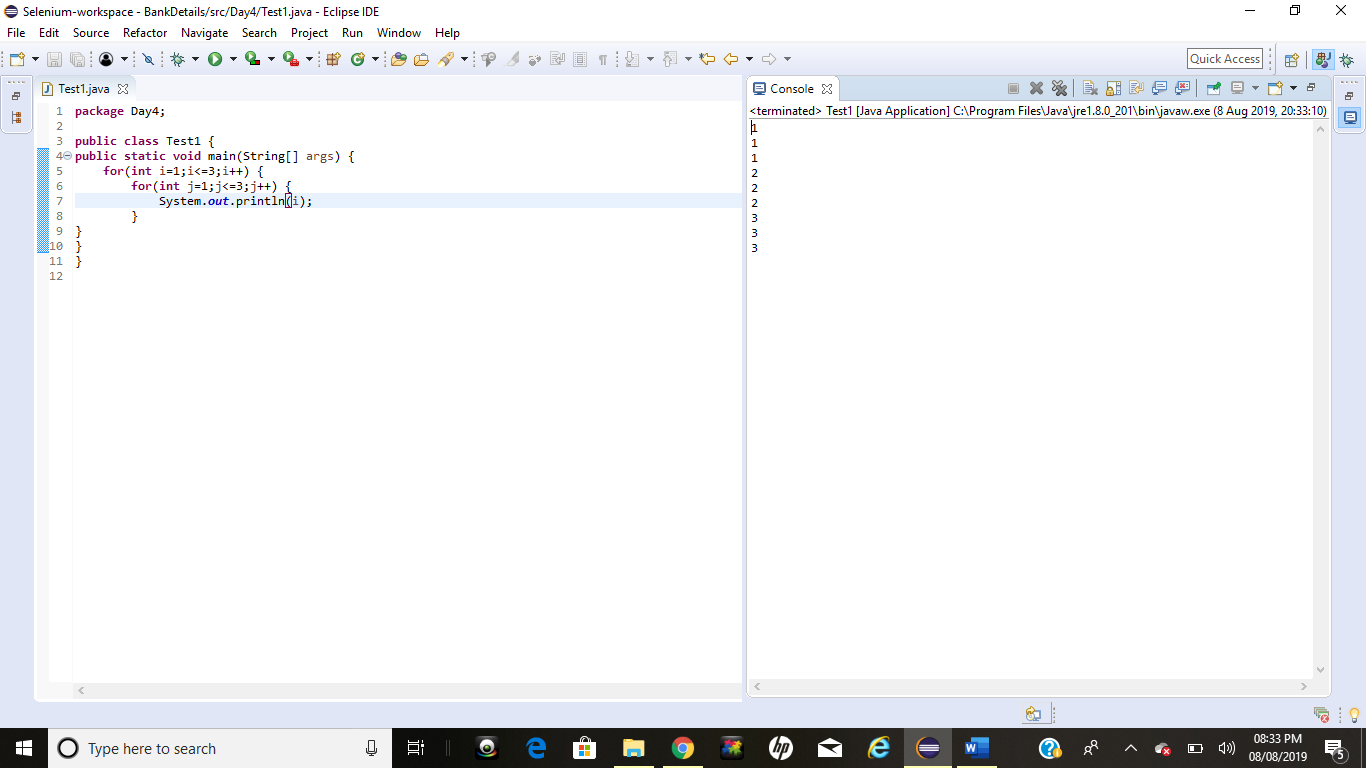 Selenium-workspace - BankDetails/src/Day4/Test1.java - Eclipse IDE
File Edit Source Refactor Navigate Search Project Run Window Help
Quick Access
Test1.java
1 package Day4;
2
3 public class Test1 {
4 public static void main(String[] args) {
5     for(int i=1;i<=3;i++) {
6         for(int j=1;j<=3;j++) {
7             System.out.println(i);
8         }
9 }
10 }
11 }
12
Console
<terminated> Test1 [Java Application] C:\Program Files\Java\jre1.8.0_201\bin\javaw.exe (8 Aug 2019, 20:33:10)
1
1
1
2
2
2
3
3
3
Type here to search
hp
W
08:33 PM
08/08/2019
5